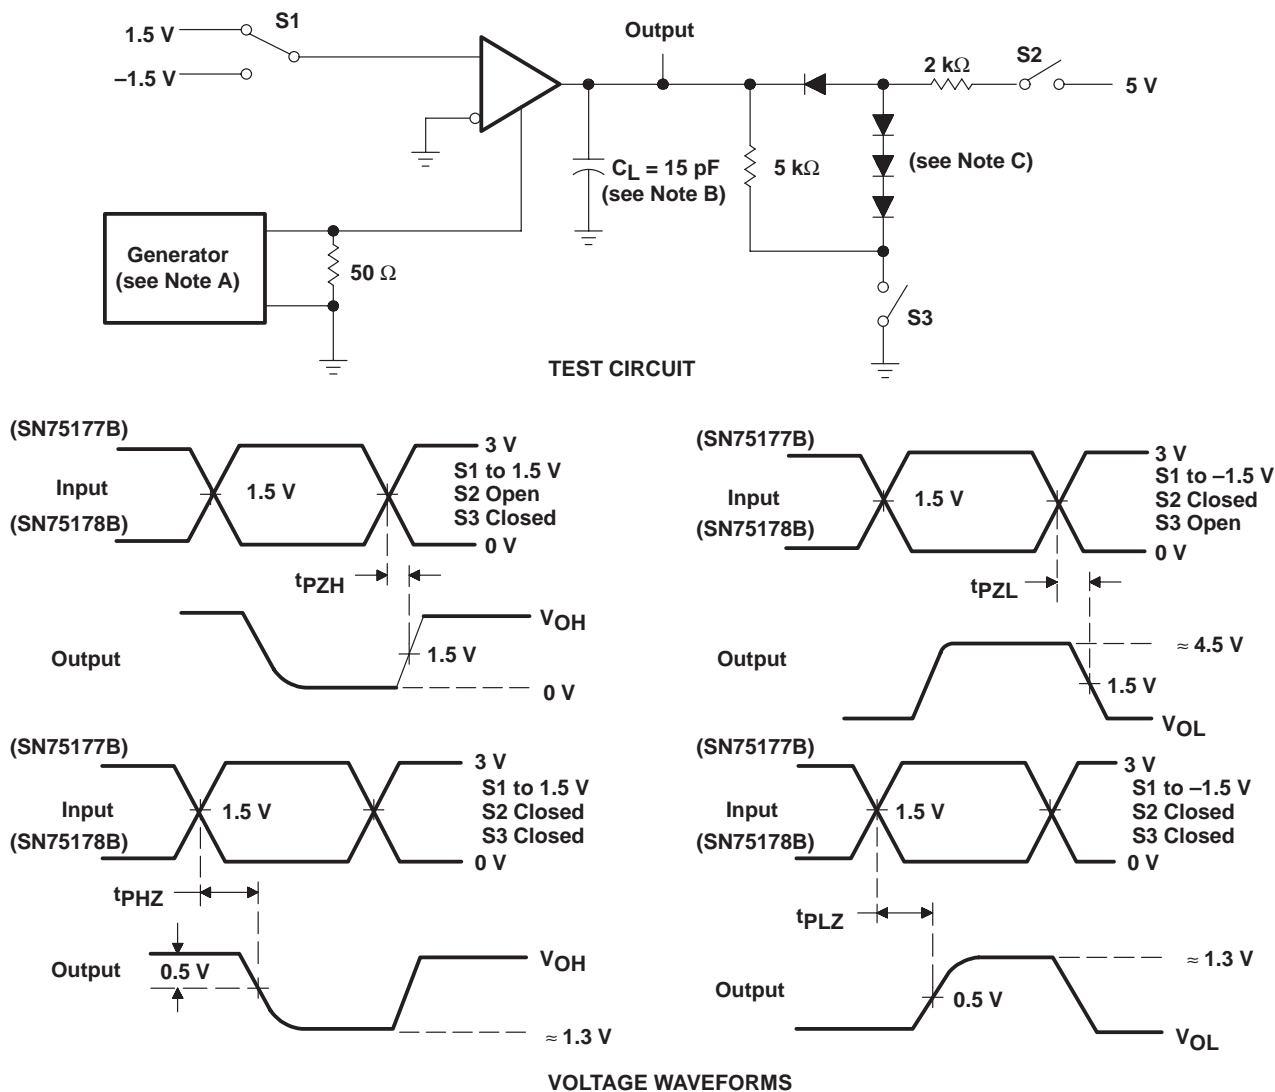 1.5 V
S1
–1.5 V
Output
2 kΩ
S2
5 V
CL = 15 pF
(see Note B)
5 kΩ
(see Note C)
Generator
(see Note A)
50 Ω
S3
TEST CIRCUIT
(SN75177B)
Input
(SN75178B)
1.5 V
3 V
S1 to 1.5 V
S2 Open
S3 Closed
0 V
tPZH
Output
VOH
1.5 V
0 V
(SN75177B)
Input
(SN75178B)
1.5 V
3 V
S1 to –1.5 V
S2 Closed
S3 Open
0 V
tPZL
Output
≈ 4.5 V
1.5 V
VOL
(SN75177B)
Input
(SN75178B)
1.5 V
3 V
S1 to 1.5 V
S2 Closed
S3 Closed
0 V
tPHZ
Output
0.5 V
VOH
≈ 1.3 V
(SN75177B)
Input
(SN75178B)
1.5 V
3 V
S1 to –1.5 V
S2 Closed
S3 Closed
0 V
tPLZ
Output
0.5 V
≈ 1.3 V
VOL
VOLTAGE WAVEFORMS